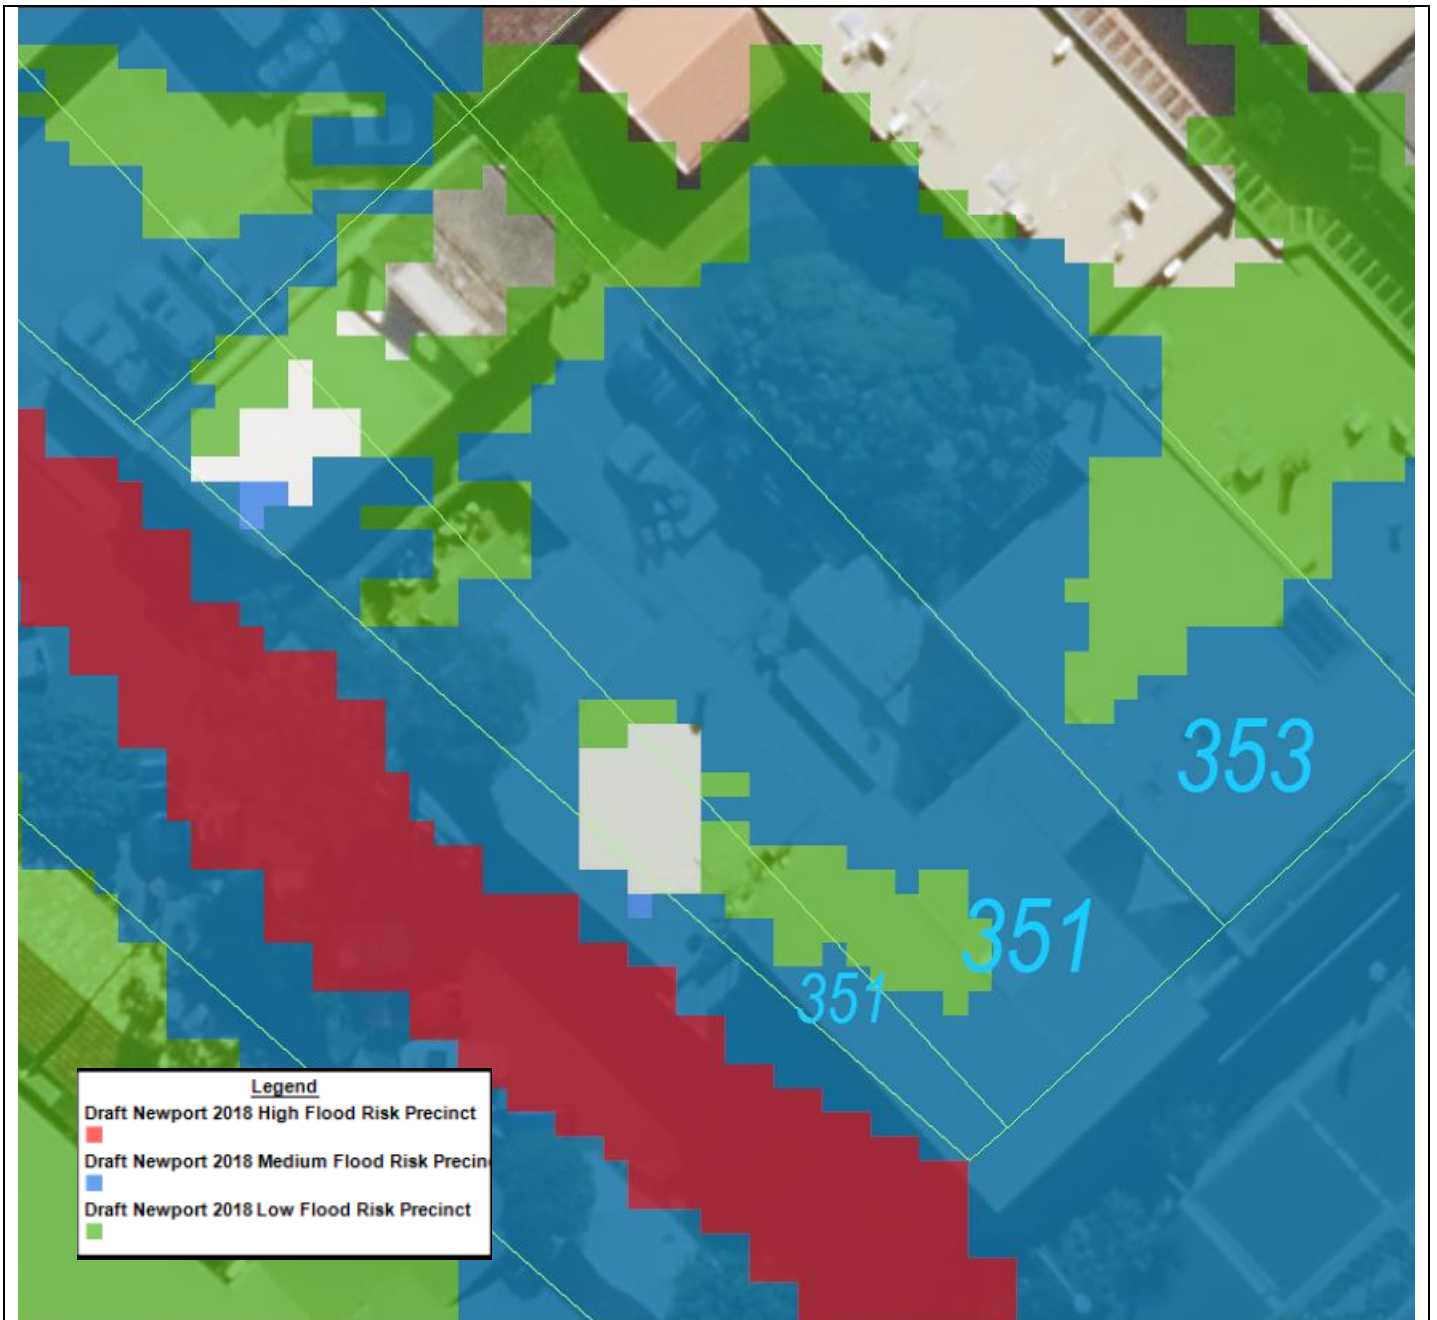 353
351
351
Legend
Draft Newport 2018 High Flood Risk Precinct
Draft Newport 2018 Medium Flood Risk Precin
Draft Newport 2018 Low Flood Risk Precinct